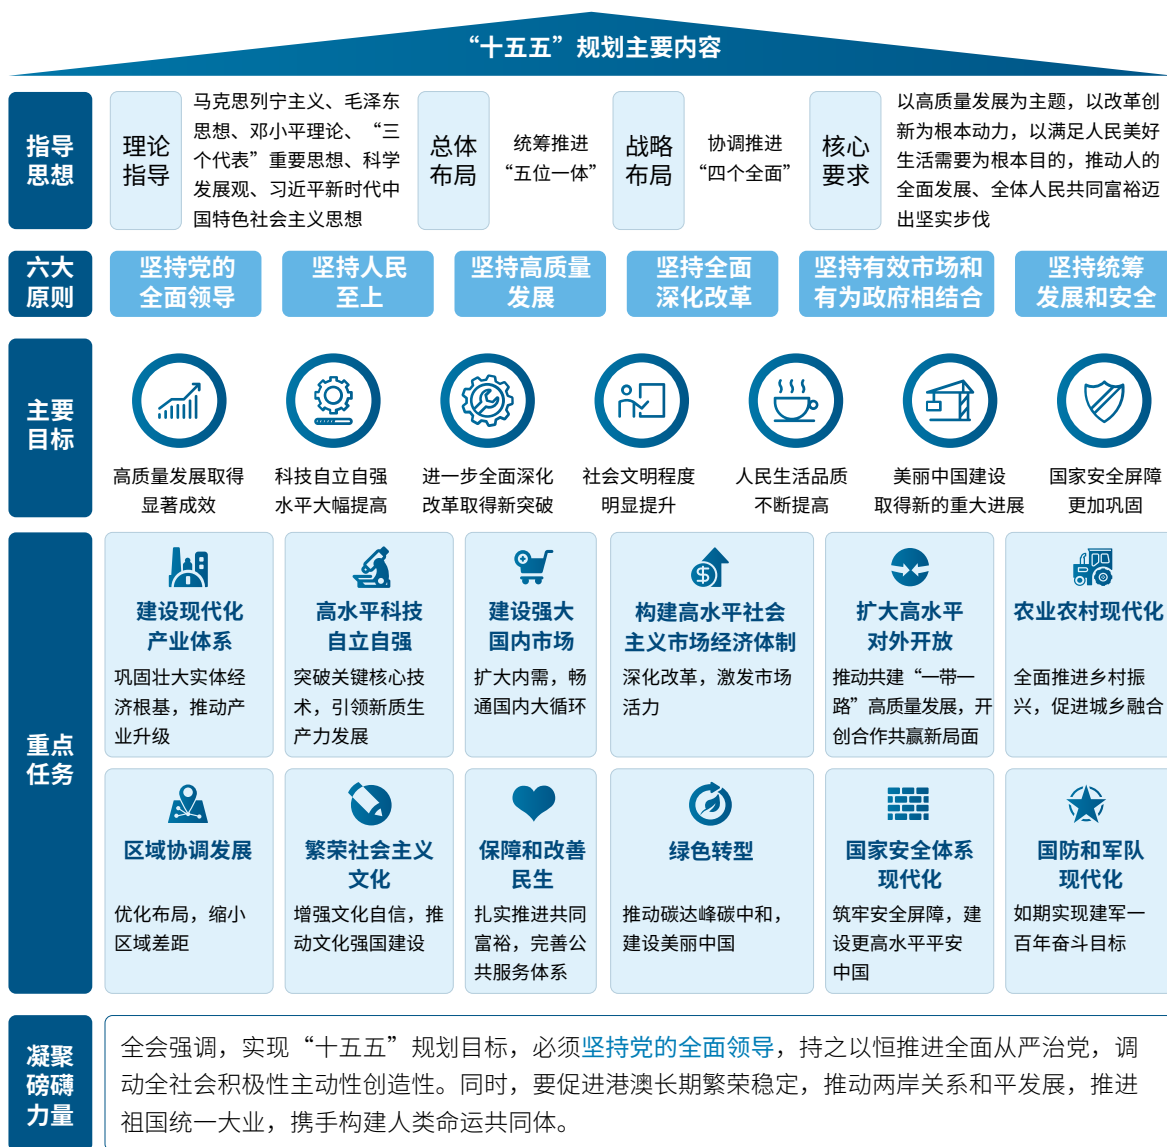 “十五五”规划主要内容
指导
思想
理论
指导
马克思列宁主义、毛泽东
思想、邓小平理论、“三
个代表”重要思想、科学
发展观、习近平新时代中
国特色社会主义思想
总体
布局
统筹推进
“五位一体”
战略
布局
协调推进
“四个全面”
核心
要求
以高质量发展为主题，以改革创
新为根本动力，以满足人民美好
生活需要为根本目的，推动人的
全面发展、全体人民共同富裕迈
出坚实步伐
六大
原则
坚持党的
全面领导
坚持人民
至上
坚持高质量
发展
坚持全面
深化改革
坚持有效市场和
有为政府相结合
坚持统筹
发展和安全
主要
目标
高质量发展取得
显著成效
科技自立自强
水平大幅提高
进一步全面深化
改革取得新突破
社会文明程度
明显提升
人民生活品质
不断提高
美丽中国建设
取得新的重大进展
国家安全屏障
更加巩固
重点
任务
建设现代化
产业体系
巩固壮大实体经
济根基，推动产
业升级
高水平科技
自立自强
突破关键核心技
术，引领新质生
产力发展
建设强大
国内市场
扩大内需，畅
通国内大循环
构建高水平社会
主义市场经济体制
深化改革，激发市场
活力
扩大高水平
对外开放
推动共建“一带一
路”高质量发展，开
创合作共赢新局面
农业农村现代化
全面推进乡村振
兴，促进城乡融合
区域协调发展
优化布局，缩小
区域差距
繁荣社会主义
文化
增强文化自信，推
动文化强国建设
保障和改善
民生
扎实推进共同
富裕，完善公
共服务体系
绿色转型
推动碳达峰碳中和，
建设美丽中国
国家安全体系
现代化
筑牢安全屏障，建
设更高水平平安
中国
国防和军队
现代化
如期实现建军一
百年奋斗目标
凝聚
磅礴
力量
全会强调，实现“十五五”规划目标，必须坚持党的全面领导，持之以恒推进全面从严治党，调
动全社会积极性主动性创造性。同时，要促进港澳长期繁荣稳定，推动两岸关系和平发展，推进
祖国统一大业，携手构建人类命运共同体。